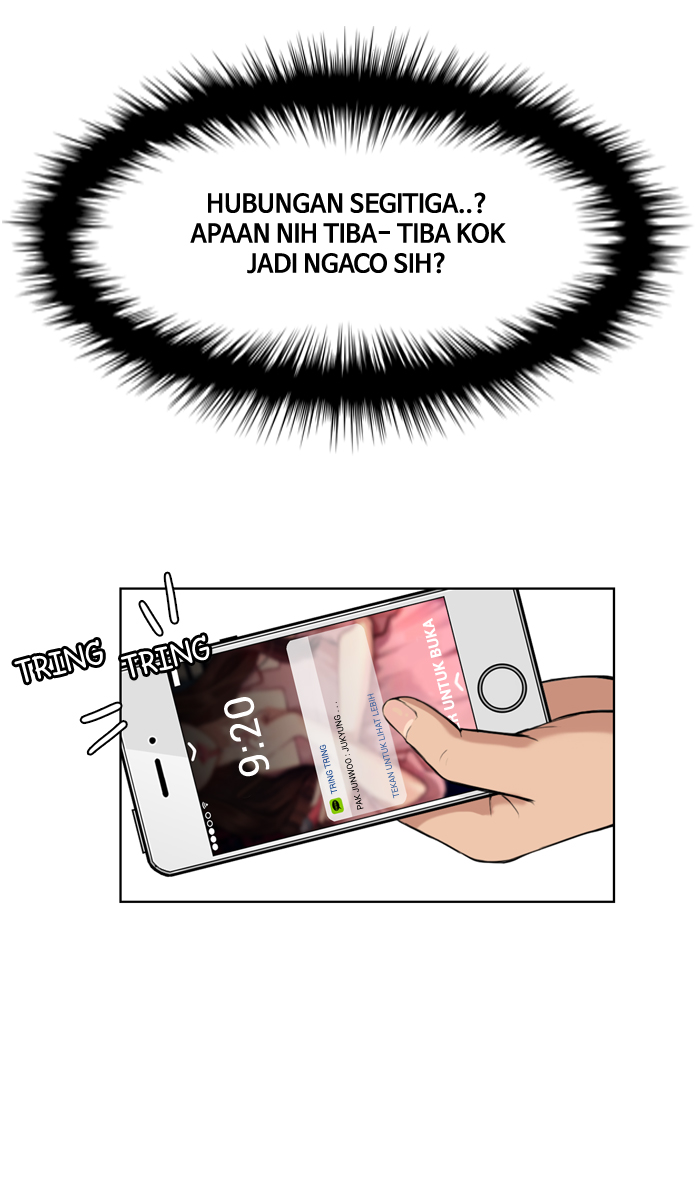 HUBUNGAN SEGITIGA..?
APAAN NIH TIBA- TIBA KOK
JADI NGACO SIH?
TRING TRING
9:20
TRING TRING
PAK JUNWOO : JUKYUNG . . .
TEKAN UNTUK LIHAT LEBIH
UNTUK BUKA